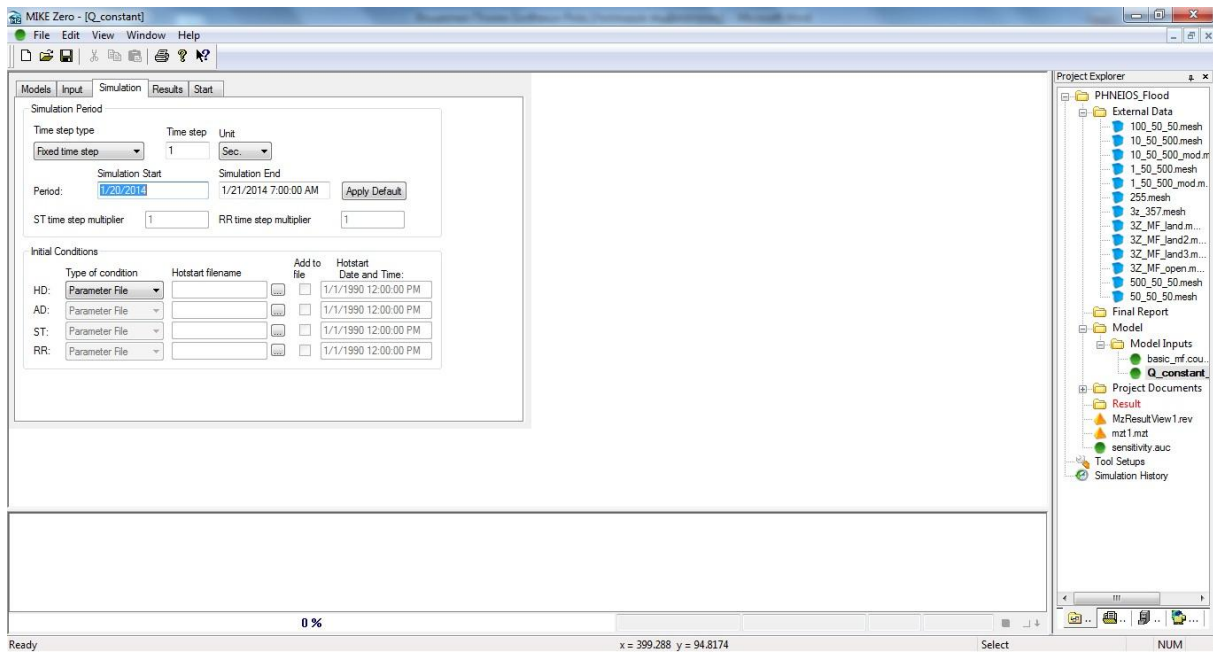 MIKE Zero - [Q_constant]
File Edit View Window Help
Models Input Simulation Results Start
Simulation Period
Time step type Time step Unit
Fixed time step 1 Sec.
Simulation Start Simulation End
Period: 1/20/2014 1/21/2014 7:00:00 AM Apply Default
ST time step multiplier 1 RR time step multiplier 1
Initial Conditions
Type of condition Hotstart filename Add to file Hotstart Date and Time:
HD: Parameter File ... 1/1/1990 12:00:00 PM
AD: Parameter File ... 1/1/1990 12:00:00 PM
ST: Parameter File ... 1/1/1990 12:00:00 PM
RR: Parameter File ... 1/1/1990 12:00:00 PM
Project Explorer
PHNEIOS_Flood
External Data
100_50_50.mesh
10_50_500.mesh
10_50_500_mod.m
1_50_500.mesh
1_50_500_mod.m.
255.mesh
3z_357.mesh
3Z_MF_land.m...
3Z_MF_land2.m...
3Z_MF_land3.m...
3Z_MF_open.m...
500_50_50.mesh
50_50_50.mesh
Final Report
Model
Model Inputs
basic_mf.cou...
Q_constant_
Project Documents
Result
MzResultView1.rev
mzt1.mzt
sensitivity.auc
Tool Setups
Simulation History
0 %
Ready x = 399.288 y = 94.8174 Select NUM